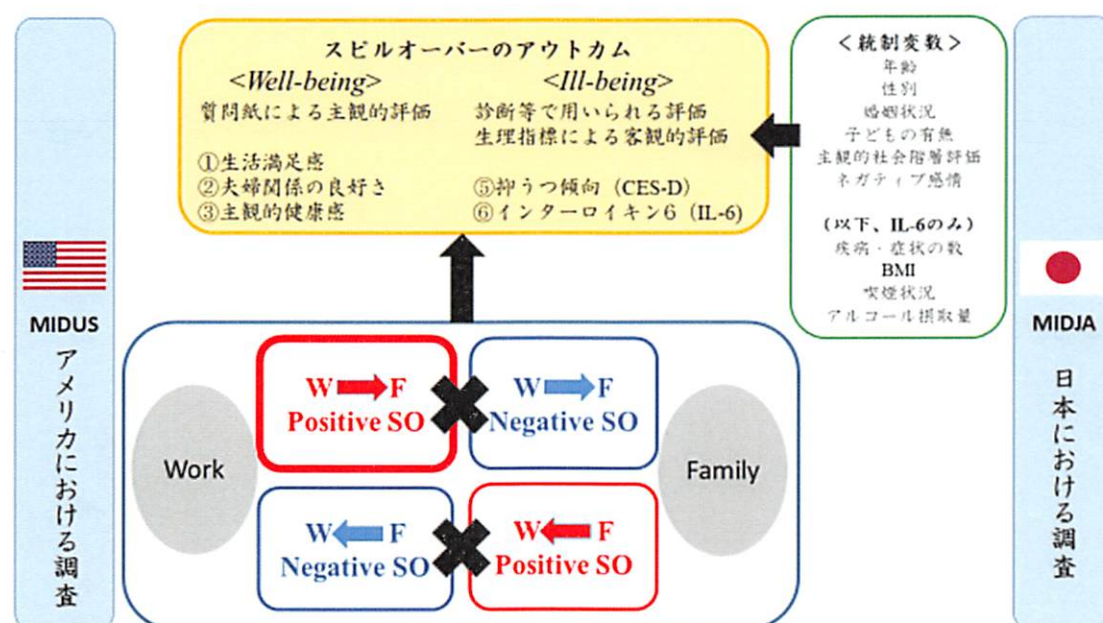 スピルオーバーのアウトカム
<Well-being>
質問紙による主観的評価
①生活満足感
②夫婦関係の良好さ
③主観的健康感
<Ill-being>
診断等で用いられる評価
生理指標による客観的評価
⑤抑うつ傾向（CES-D）
⑥インターロイキン6（IL-6）
＜統制変数＞
年齢
性別
婚姻状況
子どもの有無
主観的社会階層評価
ネガティブ感情
（以下、IL-6のみ）
疾病・症状の数
BMI
喫煙状況
アルコール摂取量
MIDUS
アメリカにおける調査
Work
W F
Positive SO
W F
Negative SO
W F
Negative SO
W F
Positive SO
Family
MIDJA
日本における調査